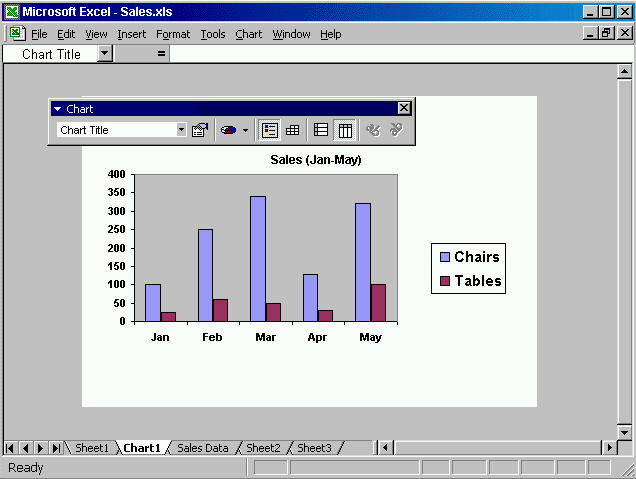 Microsoft Excel - Sales.xls
File Edit View Insert Format Tools Chart Window Help
Chart Title =
Chart
Chart Title
Sales (Jan-May)
400
350
300
250
200
150
100
50
0
Jan Feb Mar Apr May
Chairs
Tables
Sheet1 Chart1 Sales Data Sheet2 Sheet3
Ready